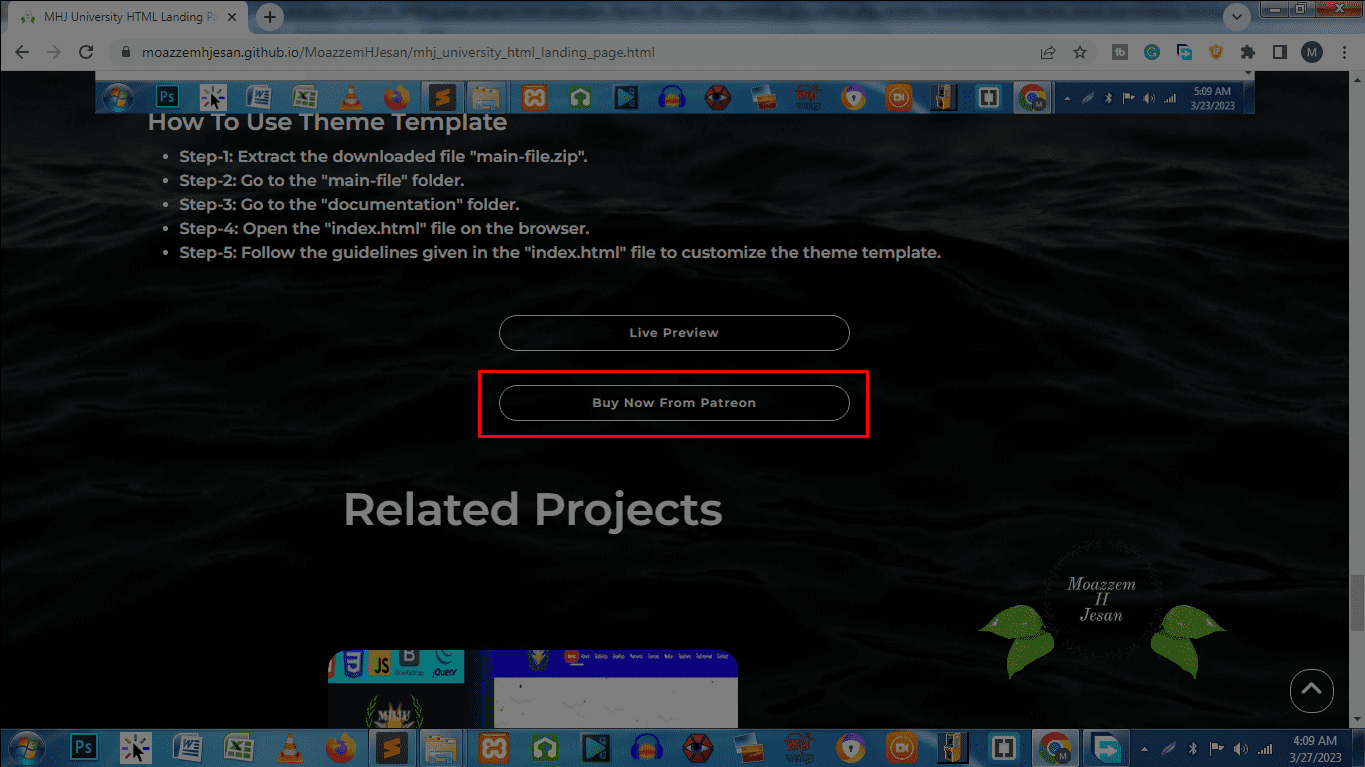 MHJ University HTML Landing Pa
moazzemhjesan.github.io/MoazzemHJesan/mhj_university_html_landing_page.html
M
Ps
5:09 AM
3/23/2023
How To Use Theme Template
Step-1: Extract the downloaded file "main-file.zip".
Step-2: Go to the "main-file" folder.
Step-3: Go to the "documentation" folder.
Step-4: Open the "index.html" file on the browser.
Step-5: Follow the guidelines given in the "index.html" file to customize the theme template.
Live Preview
Buy Now From Patreon
Related Projects
Moazzem
H
Jesan
JS
B
Bootstrap
jQuery
MHJU
Ps
4:09 AM
3/27/2023